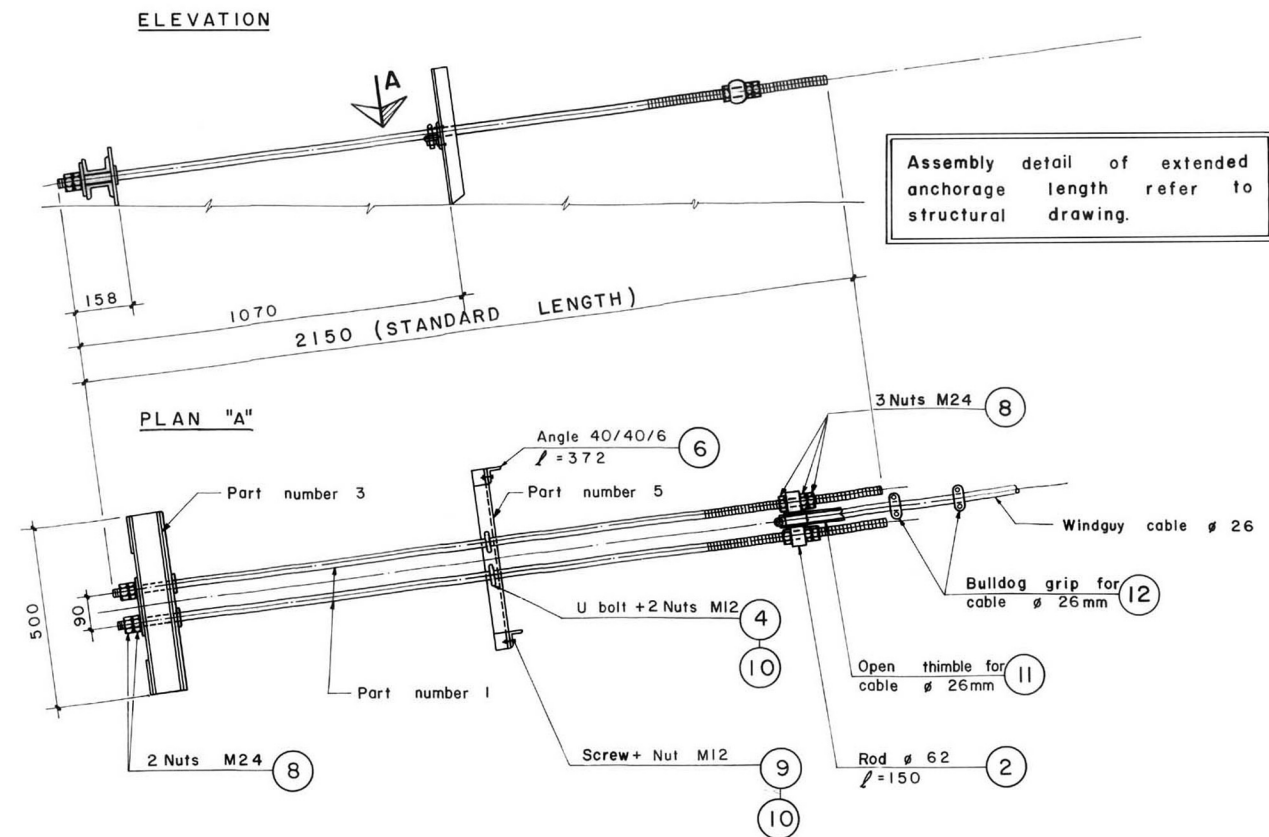 ELEVATION
A
Assembly detail of extended
anchorage length refer to
structural drawing.
158
1070
2150 (STANDARD LENGTH)
PLAN "A"
3 Nuts M24 8
Angle 40/40/6 6
ℓ = 372
Part number 3
Part number 5
Windguy cable ø 26
500
90
Bulldog grip for
cable ø 26mm 12
U bolt + 2 Nuts M12 4
10
Open thimble for
cable ø 26mm 11
Part number 1
2 Nuts M24 8
Screw + Nut M12 9
10
Rod ø 62 2
ℓ = 150